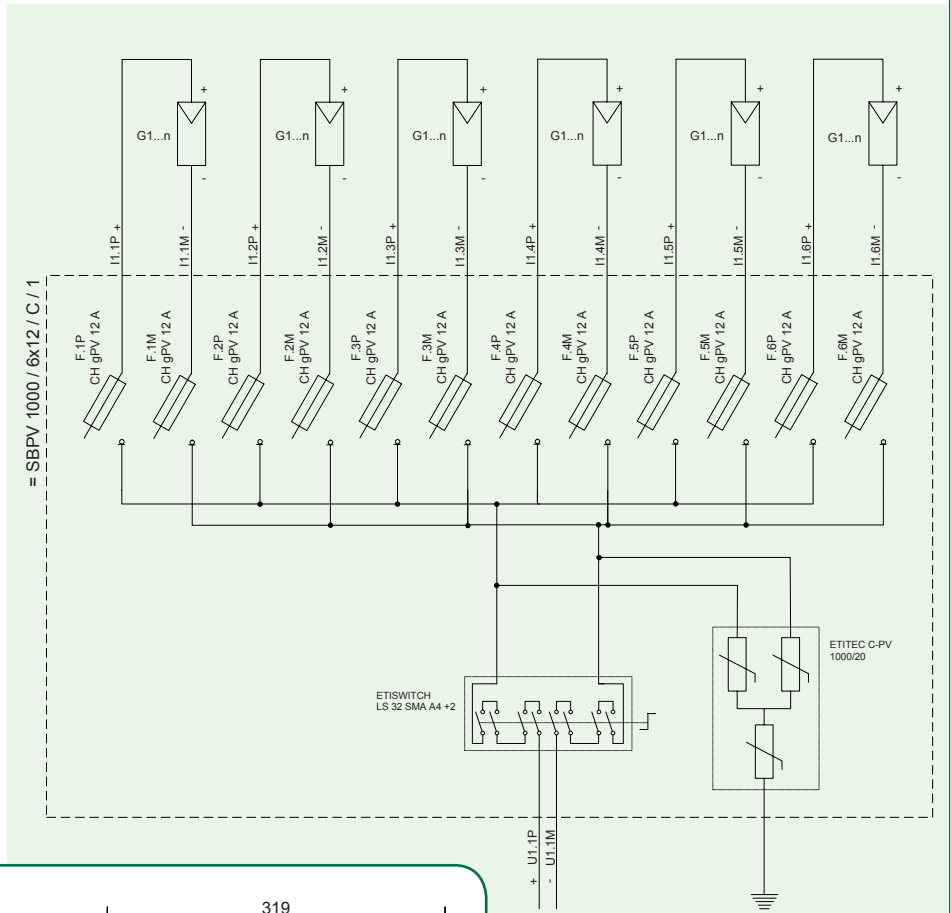 + + + + + +
G1...n G1...n G1...n G1...n G1...n G1...n
- - - - - -
I1.1P +
I1.1M -
I1.2P +
I1.2M -
I1.3P +
I1.3M -
I1.4P +
I1.4M -
I1.5P +
I1.5M -
I1.6P +
I1.6M -
= SBPV 1000 / 6x12 / C / 1
F.1P
CH gPV 12 A
F.1M
CH gPV 12 A
F.2P
CH gPV 12 A
F.2M
CH gPV 12 A
F.3P
CH gPV 12 A
F.3M
CH gPV 12 A
F.4P
CH gPV 12 A
F.4M
CH gPV 12 A
F.5P
CH gPV 12 A
F.5M
CH gPV 12 A
F.6P
CH gPV 12 A
F.6M
CH gPV 12 A
ETITEC C-PV
1000/20
ETISWITCH
LS 32 SMA A4 +2
+ U1.1P
- U1.1M
319